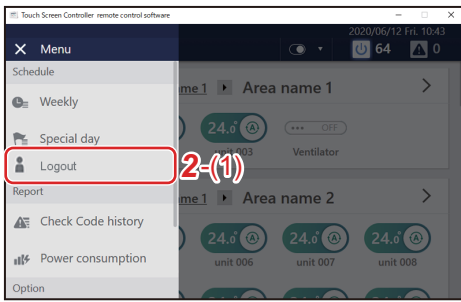 Touch Screen Controller remote control software
2020/06/12 Fri. 10:43
Menu
64
0
Schedule
Weekly
Special day
Logout
Report
Check Code history
Power consumption
Option
2-(1)
me 1 Area name 1
24.0° A
OFF
unit 003
Ventilator
me 1 Area name 2
24.0° A
24.0° A
24.0° A
unit 006
unit 007
unit 008